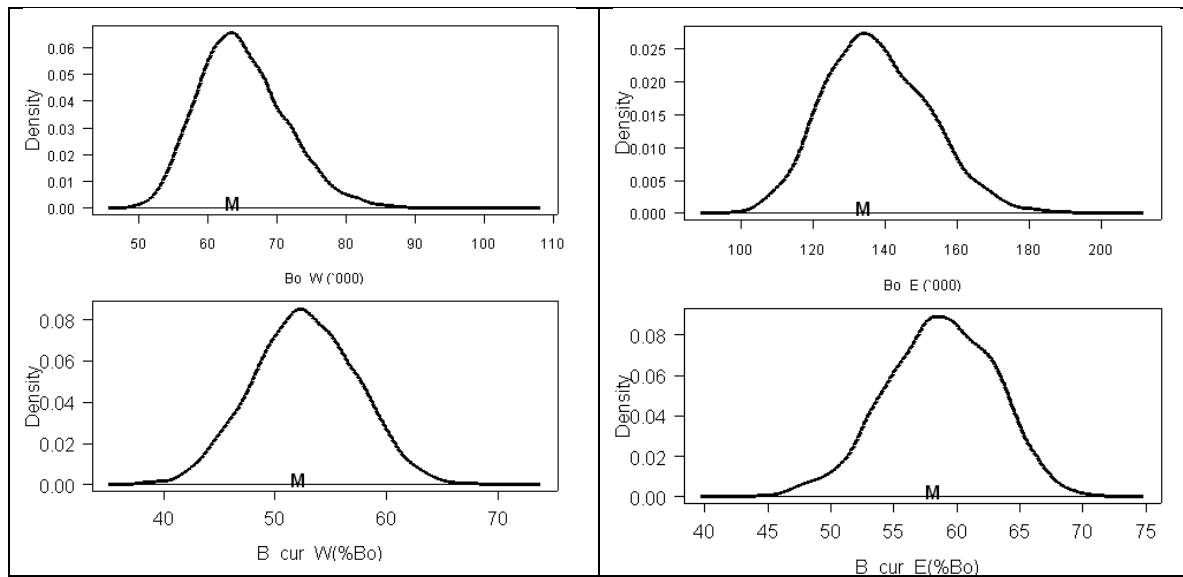 0.06
0.05
0.04
0.03
0.02
0.01
0.00
Density
M
50 60 70 80 90 100 110
Bo W (`000)
0.025
0.020
0.015
0.010
0.005
0.000
Density
M
100 120 140 160 180 200
Bo E (`000)
0.08
0.06
0.04
0.02
0.00
Density
M
40 50 60 70
B cur W(%Bo)
0.08
0.06
0.04
0.02
0.00
Density
M
40 45 50 55 60 65 70 75
B cur E(%Bo)